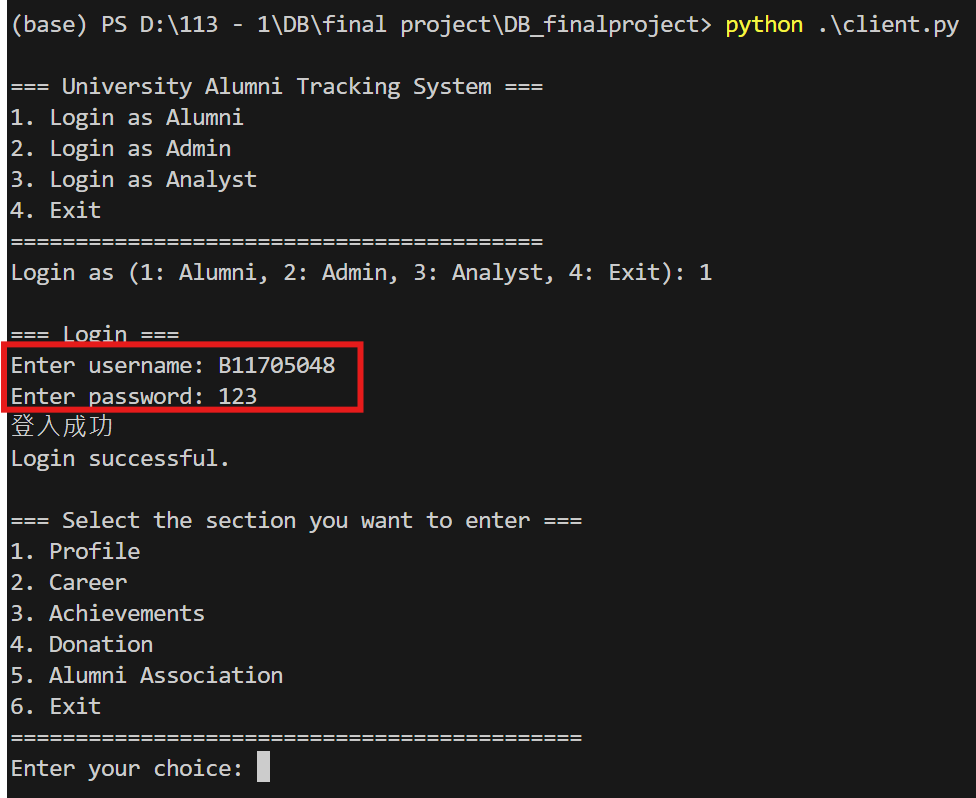 (base) PS D:\113 - 1\DB\final project\DB_finalproject> python .\client.py
=== University Alumni Tracking System ===
1. Login as Alumni
2. Login as Admin
3. Login as Analyst
4. Exit
=========================================
Login as (1: Alumni, 2: Admin, 3: Analyst, 4: Exit): 1
=== Login ===
Enter username: B11705048
Enter password: 123
登入成功
Login successful.
=== Select the section you want to enter ===
1. Profile
2. Career
3. Achievements
4. Donation
5. Alumni Association
6. Exit
============================================
Enter your choice: